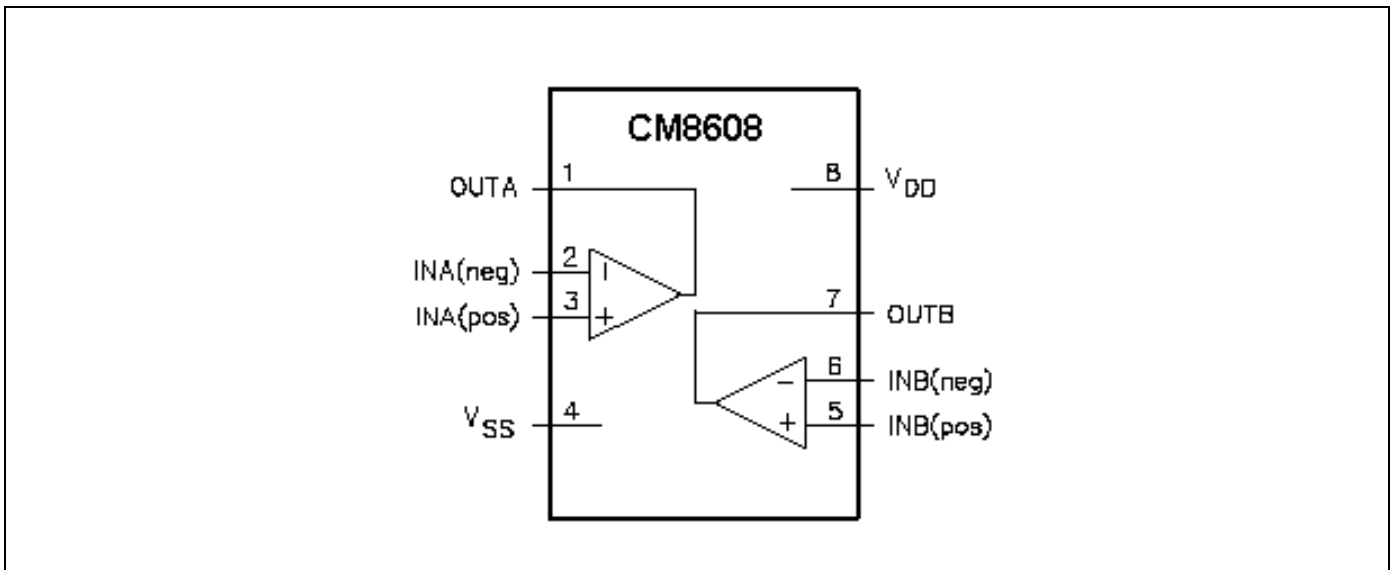 CM8608
OUTA 1
8 VDD
INA(neg) 2
INA(pos) 3
7 OUTB
6 INB(neg)
VSS 4
5 INB(pos)